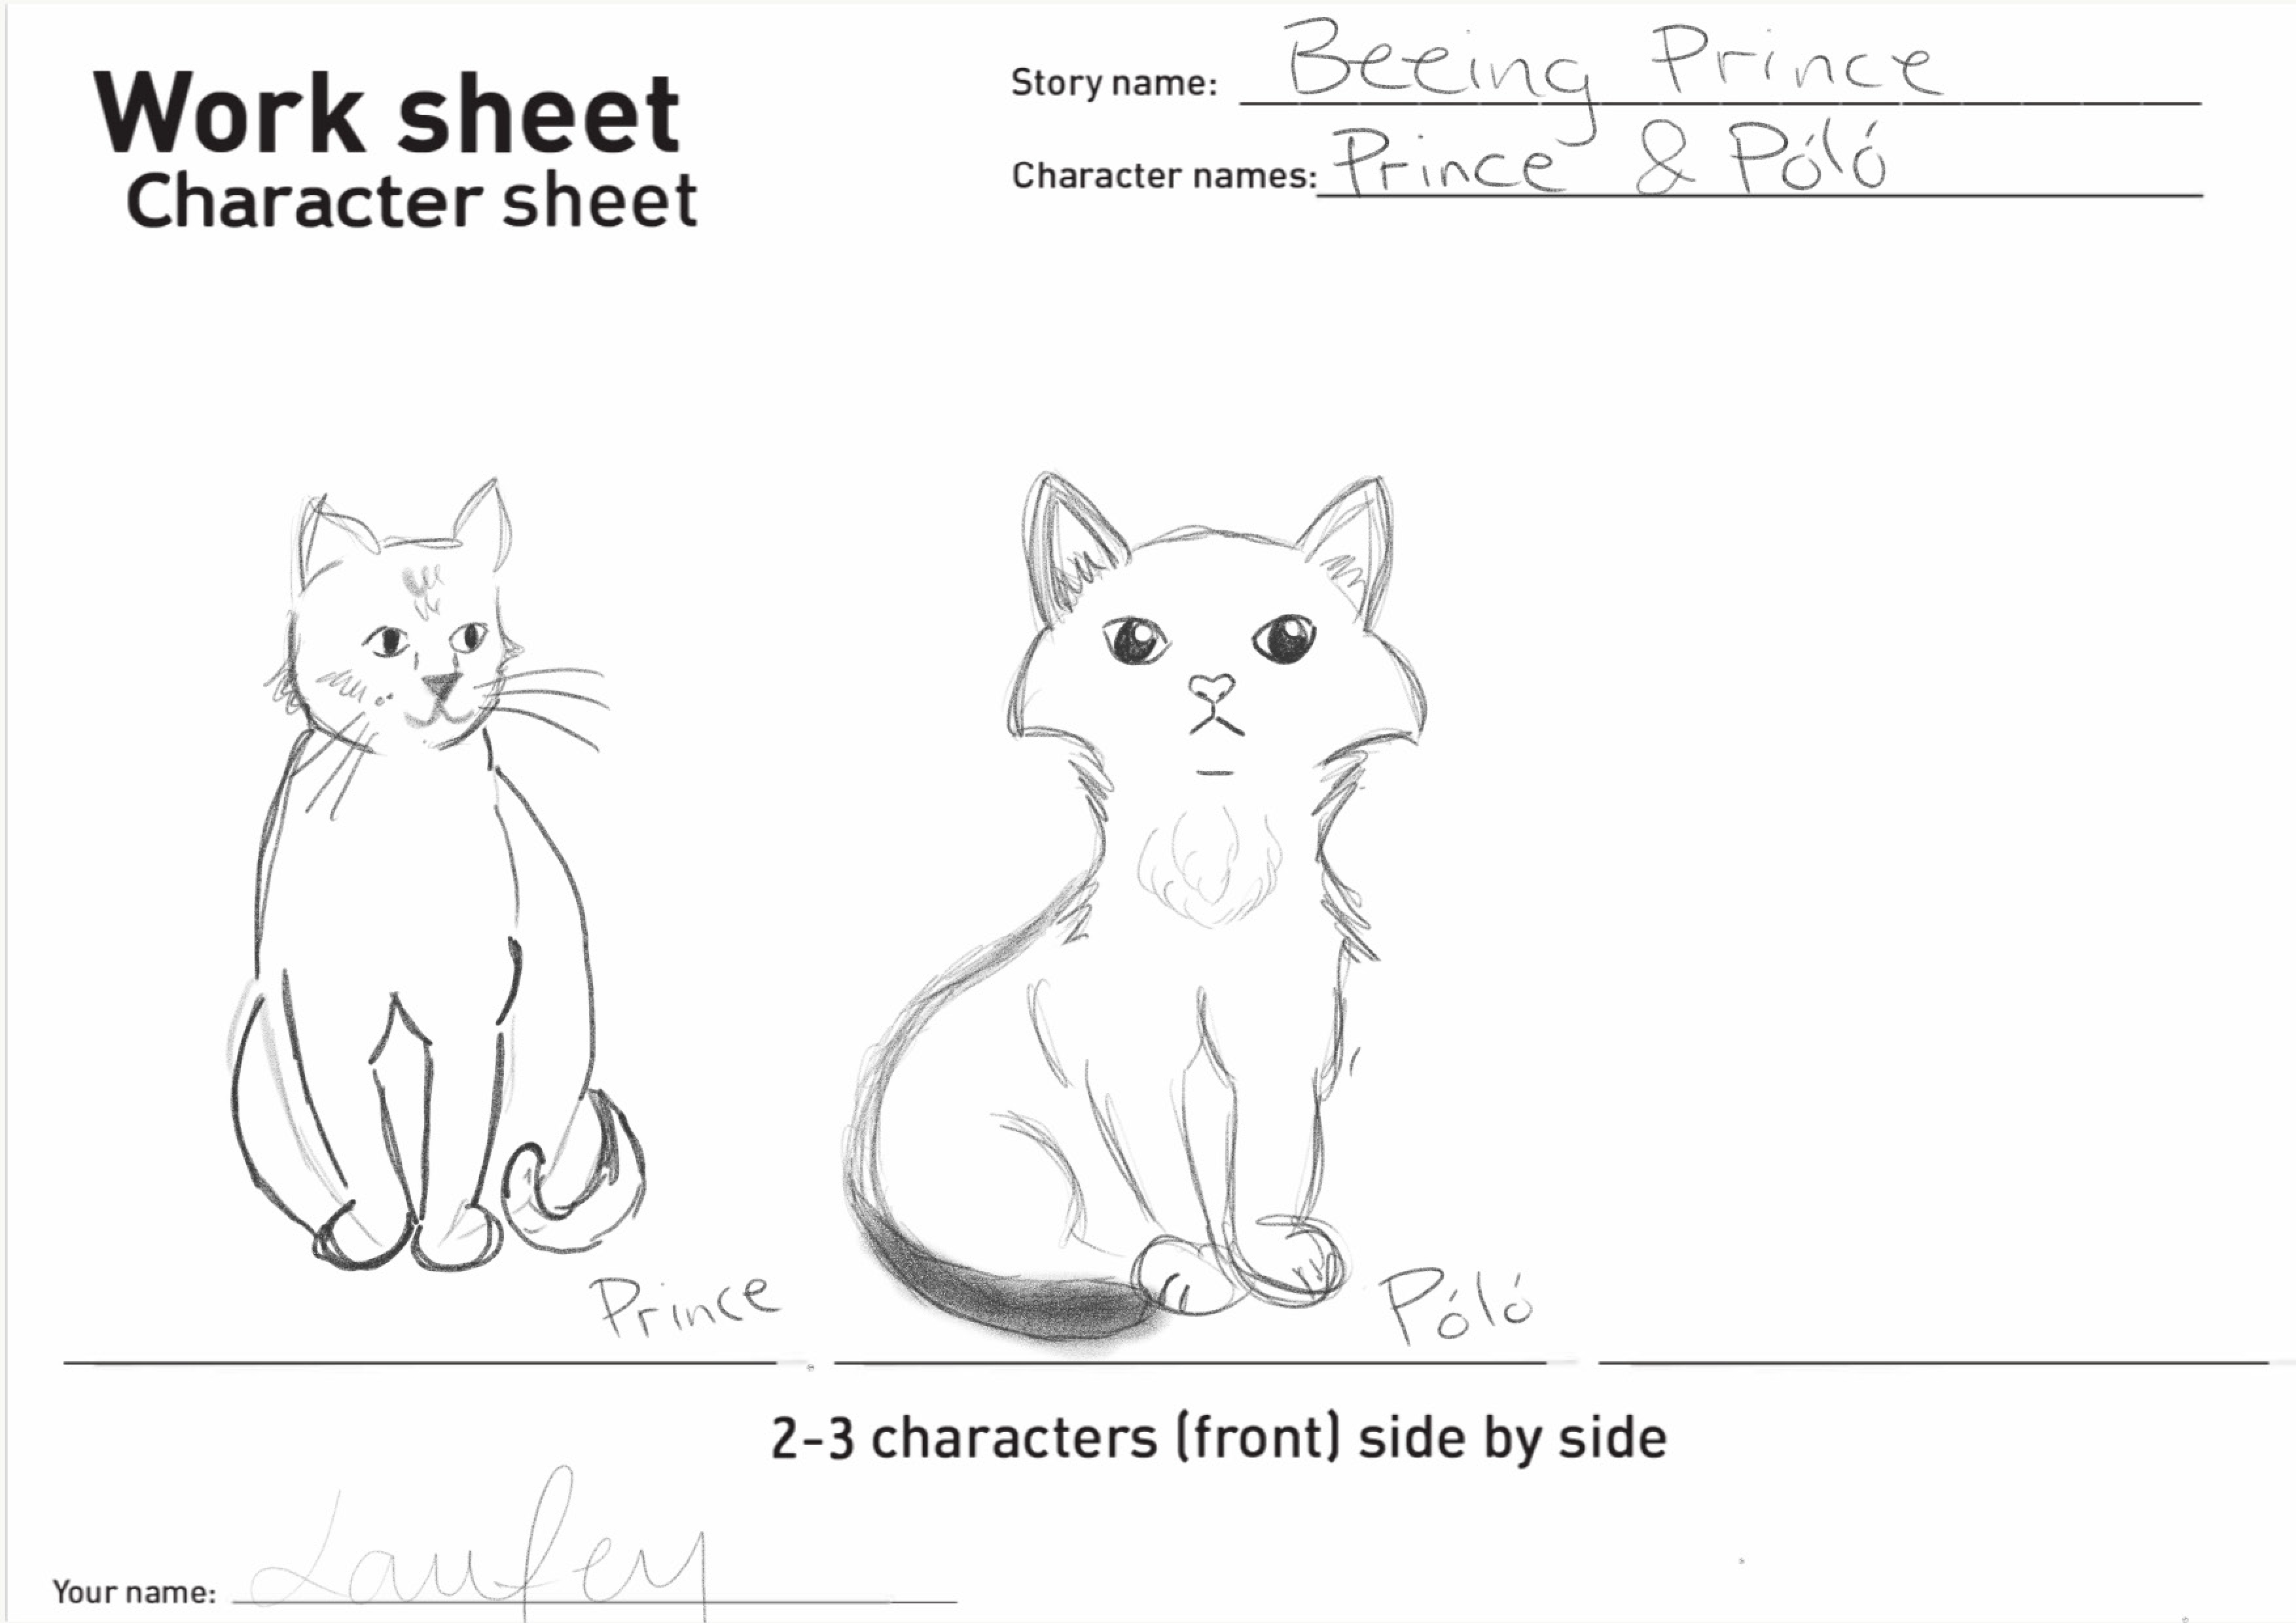 Work sheet
Character sheet
Story name: Beeing Prince
Character names: Prince & Póló
Prince
Póló
2-3 characters (front) side by side
Your name: Laufey